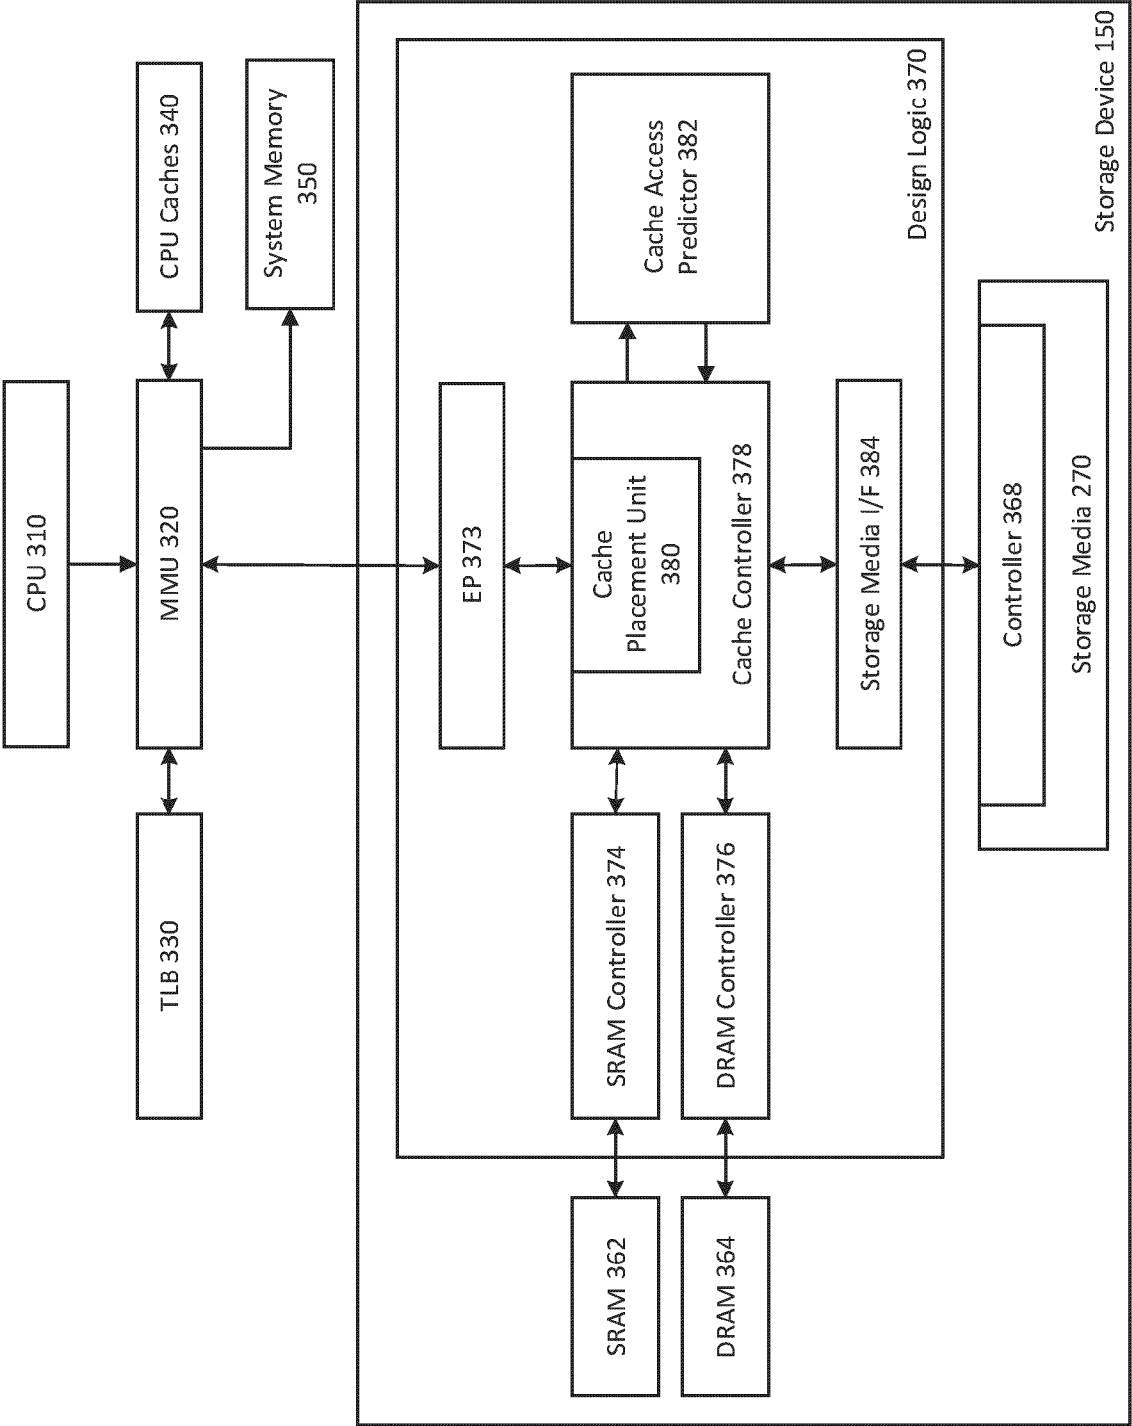 CPU 310
TLB 330
MMU 320
CPU Caches 340
System Memory
350
EP 373
SRAM 362
SRAM Controller 374
Cache
Placement Unit
380
Cache Controller 378
Cache Access
Predictor 382
DRAM 364
DRAM Controller 376
Storage Media I/F 384
Design Logic 370
Controller 368
Storage Media 270
Storage Device 150